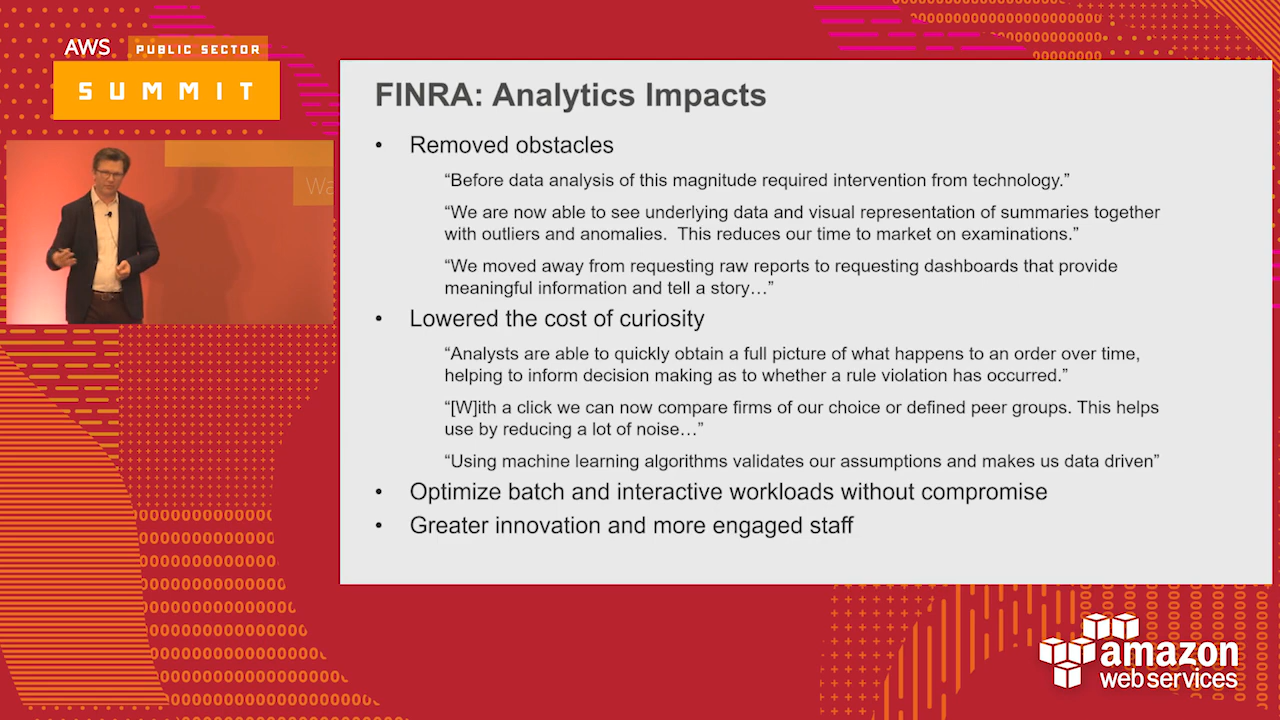 AWS PUBLIC SECTOR
SUMMIT
Wa
FINRA: Analytics Impacts
• Removed obstacles
“Before data analysis of this magnitude required intervention from technology.”
“We are now able to see underlying data and visual representation of summaries together
with outliers and anomalies.  This reduces our time to market on examinations.”
“We moved away from requesting raw reports to requesting dashboards that provide
meaningful information and tell a story…”
• Lowered the cost of curiosity
“Analysts are able to quickly obtain a full picture of what happens to an order over time,
helping to inform decision making as to whether a rule violation has occurred.”
“[W]ith a click we can now compare firms of our choice or defined peer groups. This helps
use by reducing a lot of noise…”
“Using machine learning algorithms validates our assumptions and makes us data driven”
• Optimize batch and interactive workloads without compromise
• Greater innovation and more engaged staff
amazon
web services